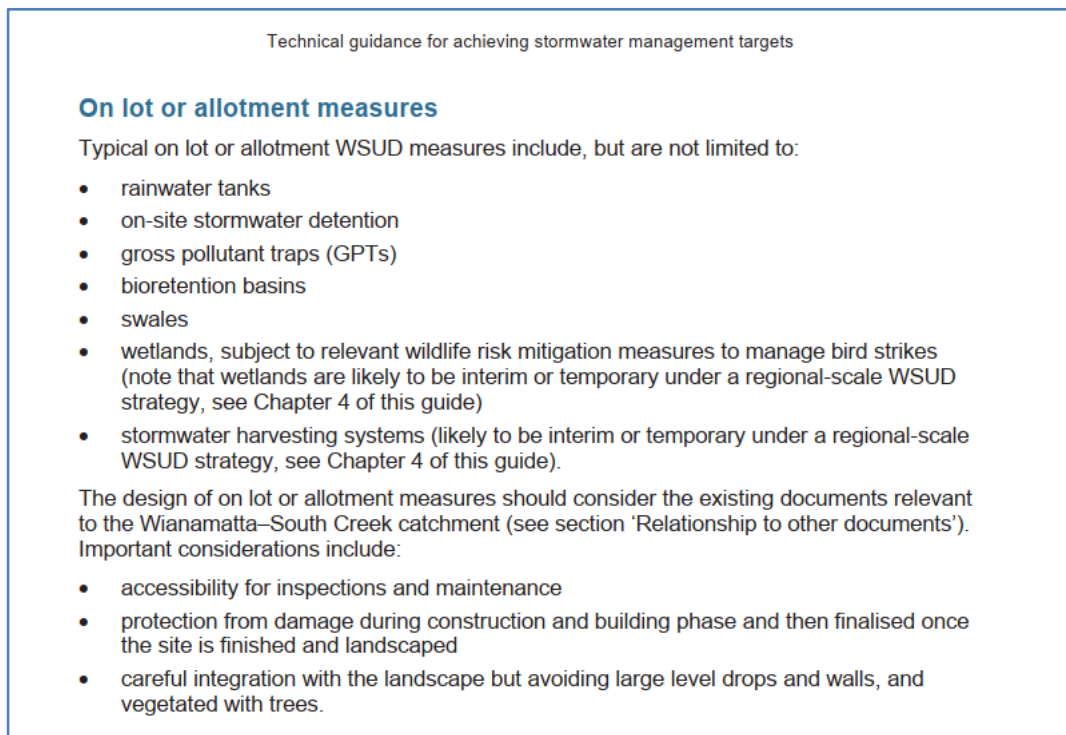 Technical guidance for achieving stormwater management targets
On lot or allotment measures
Typical on lot or allotment WSUD measures include, but are not limited to:
• rainwater tanks
• on-site stormwater detention
• gross pollutant traps (GPTs)
• bioretention basins
• swales
• wetlands, subject to relevant wildlife risk mitigation measures to manage bird strikes
(note that wetlands are likely to be interim or temporary under a regional-scale WSUD
strategy, see Chapter 4 of this guide)
• stormwater harvesting systems (likely to be interim or temporary under a regional-scale
WSUD strategy, see Chapter 4 of this guide).
The design of on lot or allotment measures should consider the existing documents relevant
to the Wianamatta–South Creek catchment (see section ‘Relationship to other documents’).
Important considerations include:
• accessibility for inspections and maintenance
• protection from damage during construction and building phase and then finalised once
the site is finished and landscaped
• careful integration with the landscape but avoiding large level drops and walls, and
vegetated with trees.